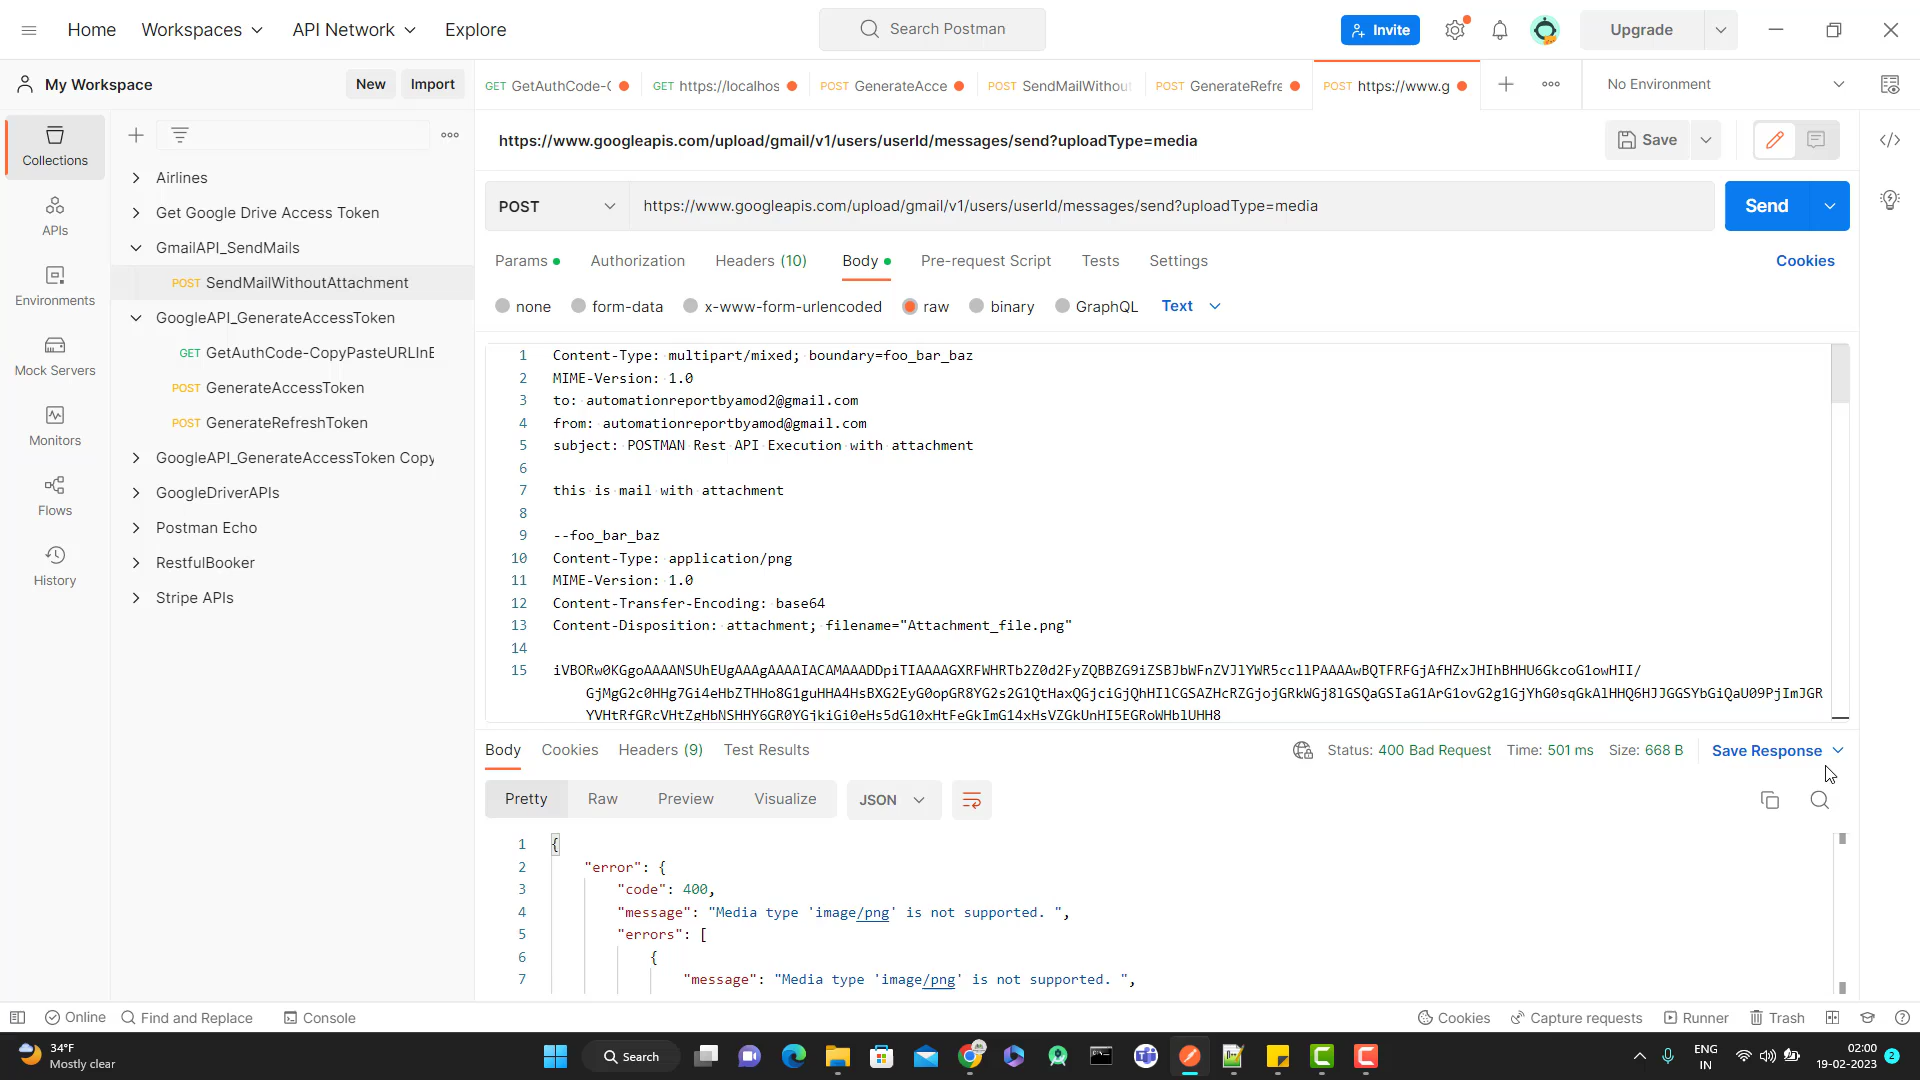 Home
Workspaces
API Network
Explore
Search Postman
Invite
Upgrade
My Workspace
New
Import
GET GetAuthCode-C
GET https://localhos
POST GenerateAcce
POST SendMailWithout
POST GenerateRefre
POST https://www.g
No Environment
Collections
APIs
Environments
Mock Servers
Monitors
Flows
History
Airlines
Get Google Drive Access Token
GmailAPI_SendMails
POST SendMailWithoutAttachment
GoogleAPI_GenerateAccessToken
GET GetAuthCode-CopyPasteURLInB
POST GenerateAccessToken
POST GenerateRefreshToken
GoogleAPI_GenerateAccessToken Copy
GoogleDriverAPIs
Postman Echo
RestfulBooker
Stripe APIs
https://www.googleapis.com/upload/gmail/v1/users/userId/messages/send?uploadType=media
Save
POST
https://www.googleapis.com/upload/gmail/v1/users/userId/messages/send?uploadType=media
Send
Params
Authorization
Headers (10)
Body
Pre-request Script
Tests
Settings
Cookies
none
form-data
x-www-form-urlencoded
raw
binary
GraphQL
Text
1 Content-Type: multipart/mixed; boundary=foo_bar_baz
2 MIME-Version: 1.0
3 to: automationreportbyamod2@gmail.com
4 from: automationreportbyamod@gmail.com
5 subject: POSTMAN Rest API Execution with attachment
6
7 this is mail with attachment
8
9 --foo_bar_baz
10 Content-Type: application/png
11 MIME-Version: 1.0
12 Content-Transfer-Encoding: base64
13 Content-Disposition: attachment; filename="Attachment_file.png"
14
15
Body
Cookies
Headers (9)
Test Results
Status: 400 Bad Request
Time: 501 ms
Size: 668 B
Save Response
Pretty
Raw
Preview
Visualize
JSON
1 {
2 "error": {
3 "code": 400,
4 "message": "Media type 'image/png' is not supported. ",
5 "errors": [
6 {
7 "message": "Media type 'image/png' is not supported. ",
Online
Find and Replace
Console
Cookies
Capture requests
Runner
Trash
34°F
Mostly clear
Search
ENG
IN
02:00
19-02-2023
2